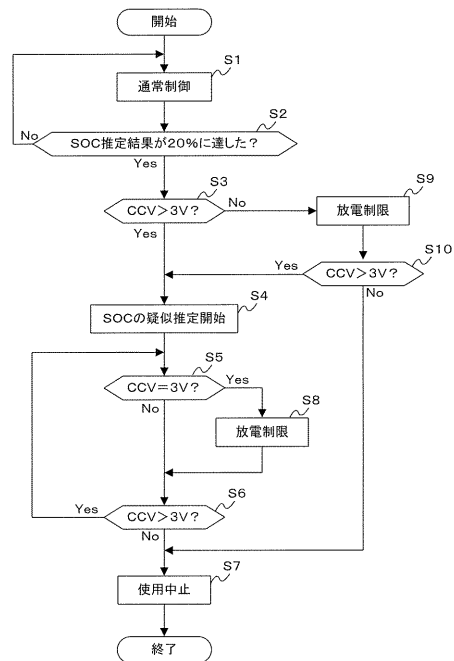 開始
S1
通常制御
S2
No
SOC推定結果が20%に達した?
Yes
S3
CCV>3V?
No
Yes
S9
放電制限
S10
CCV>3V?
Yes
No
S4
SOCの疑似推定開始
S5
CCV=3V?
Yes
No
S8
放電制限
S6
Yes
CCV>3V?
No
S7
使用中止
終了